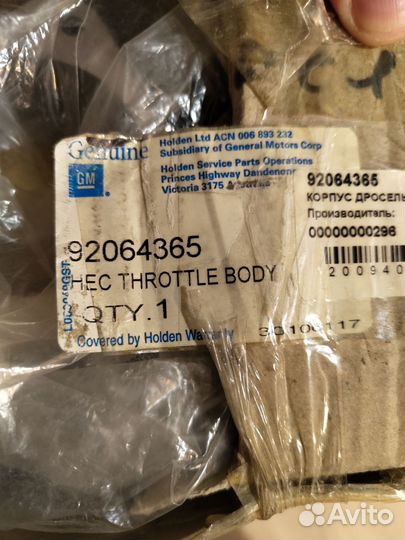 Genuine
GM
Holden Ltd ACN 006 893 232
Subsidiary of General Motors Corp
Holden Service Parts Operations
Princes Highway Dandenong
Victoria 3175
92064365
HEC THROTTLE BODY
QTY.1
Covered by Holden Warranty
92064365
КОРПУС ДРОСЕЛЬ
Производитель:
00000000296
200940
Avito